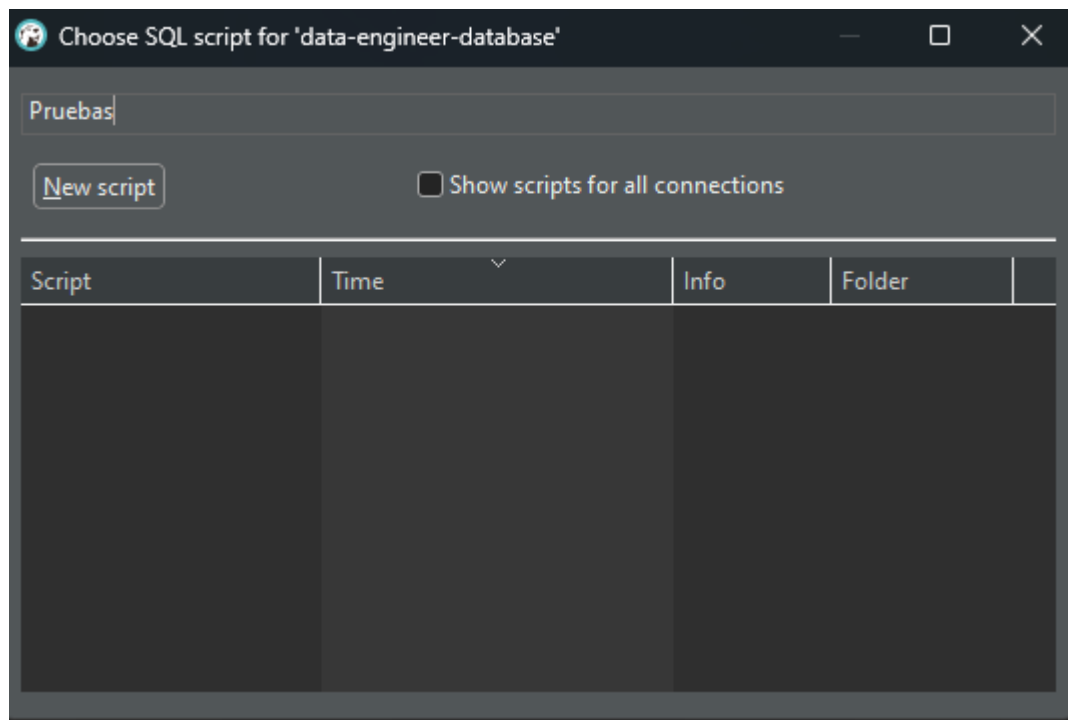 Choose SQL script for 'data-engineer-database'
Pruebas
New script
Show scripts for all connections
Script Time Info Folder